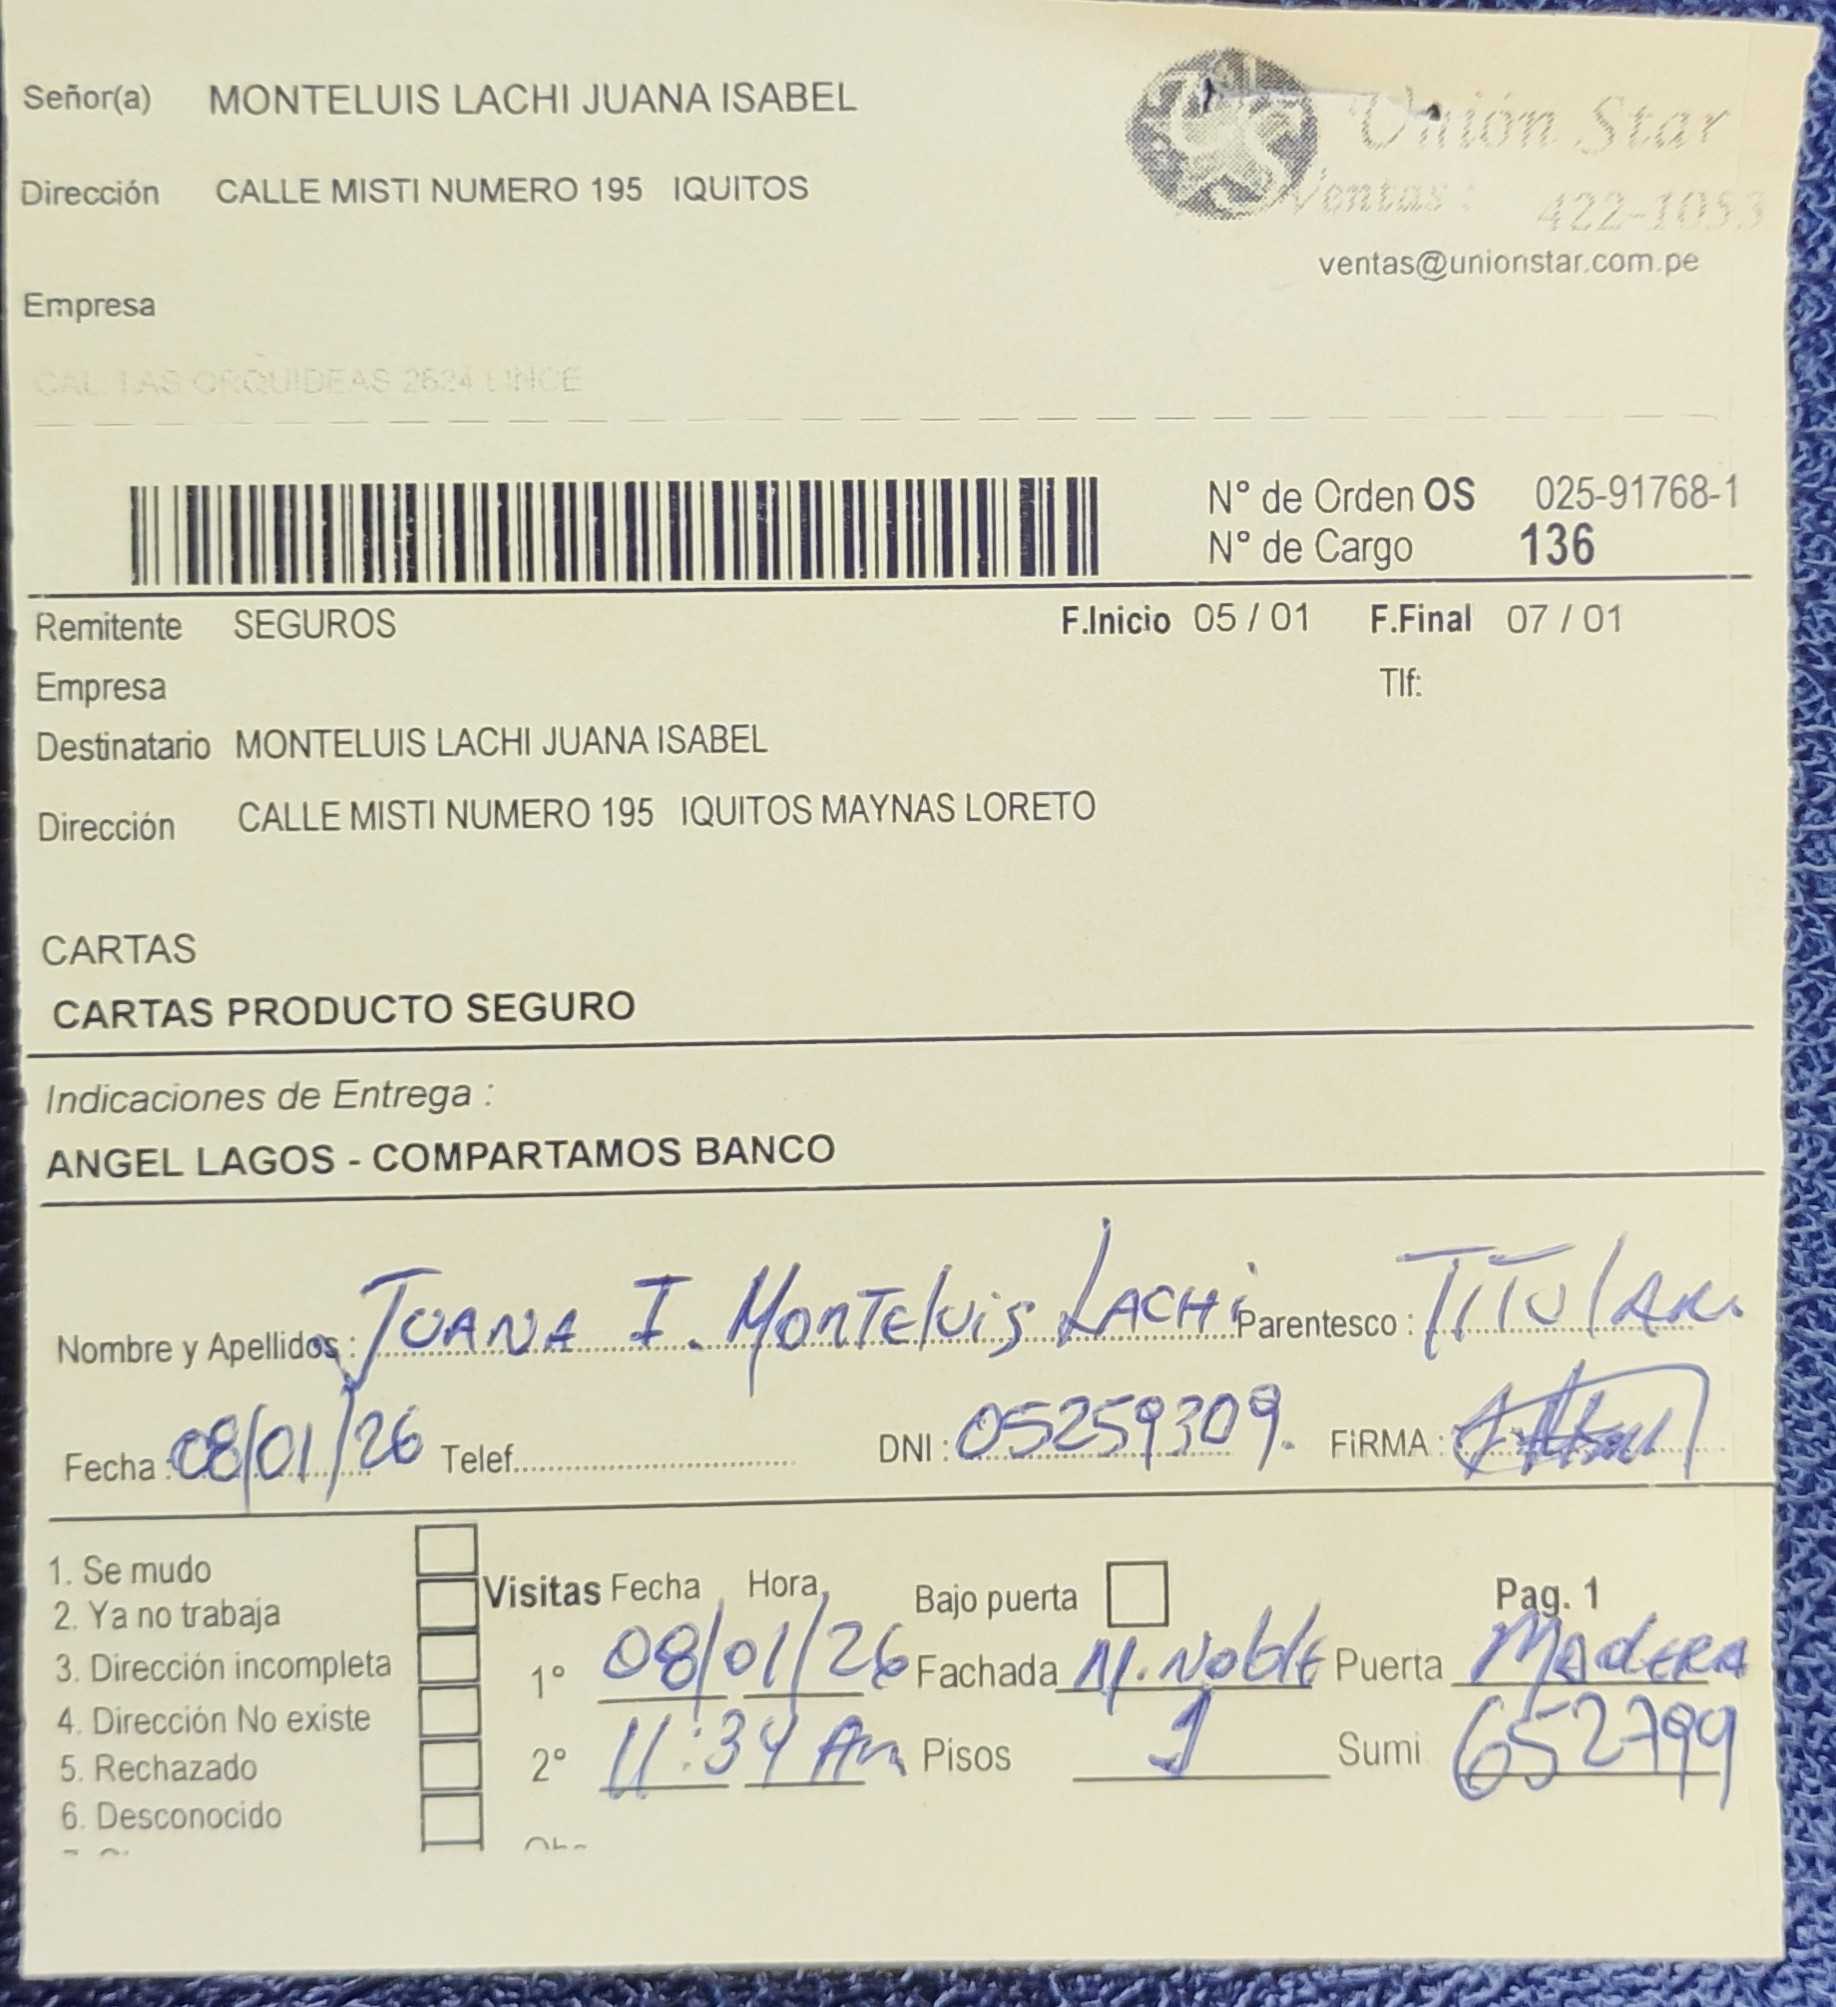 Señor(a) MONTELUIS LACHI JUANA ISABEL
Unión Star
Dirección CALLE MISTI NUMERO 195 IQUITOS
Ventas: 422-1053
ventas@unionstar.com.pe
Empresa
CAL. LAS ORQUIDEAS 2624 LINCE
N° de Orden OS 025-91768-1
N° de Cargo 136
Remitente SEGUROS F.Inicio 05 / 01 F.Final 07 / 01
Empresa Tlf:
Destinatario MONTELUIS LACHI JUANA ISABEL
Dirección CALLE MISTI NUMERO 195 IQUITOS MAYNAS LORETO
CARTAS
CARTAS PRODUCTO SEGURO
Indicaciones de Entrega :
ANGEL LAGOS - COMPARTAMOS BANCO
Nombre y Apellidos : JUANA I. MONTELUIS LACHI Parentesco : TITULAR.
Fecha : 08/01/26 Telef. DNI : 05259309. FiRMA :
1. Se mudo
2. Ya no trabaja
3. Dirección incompleta
4. Dirección No existe
5. Rechazado
6. Desconocido
Visitas Fecha Hora Bajo puerta Pag. 1
1° 08/01/26 Fachada M. Noble Puerta MADERA
2° 11:34 Am Pisos 1 Sumi 652799